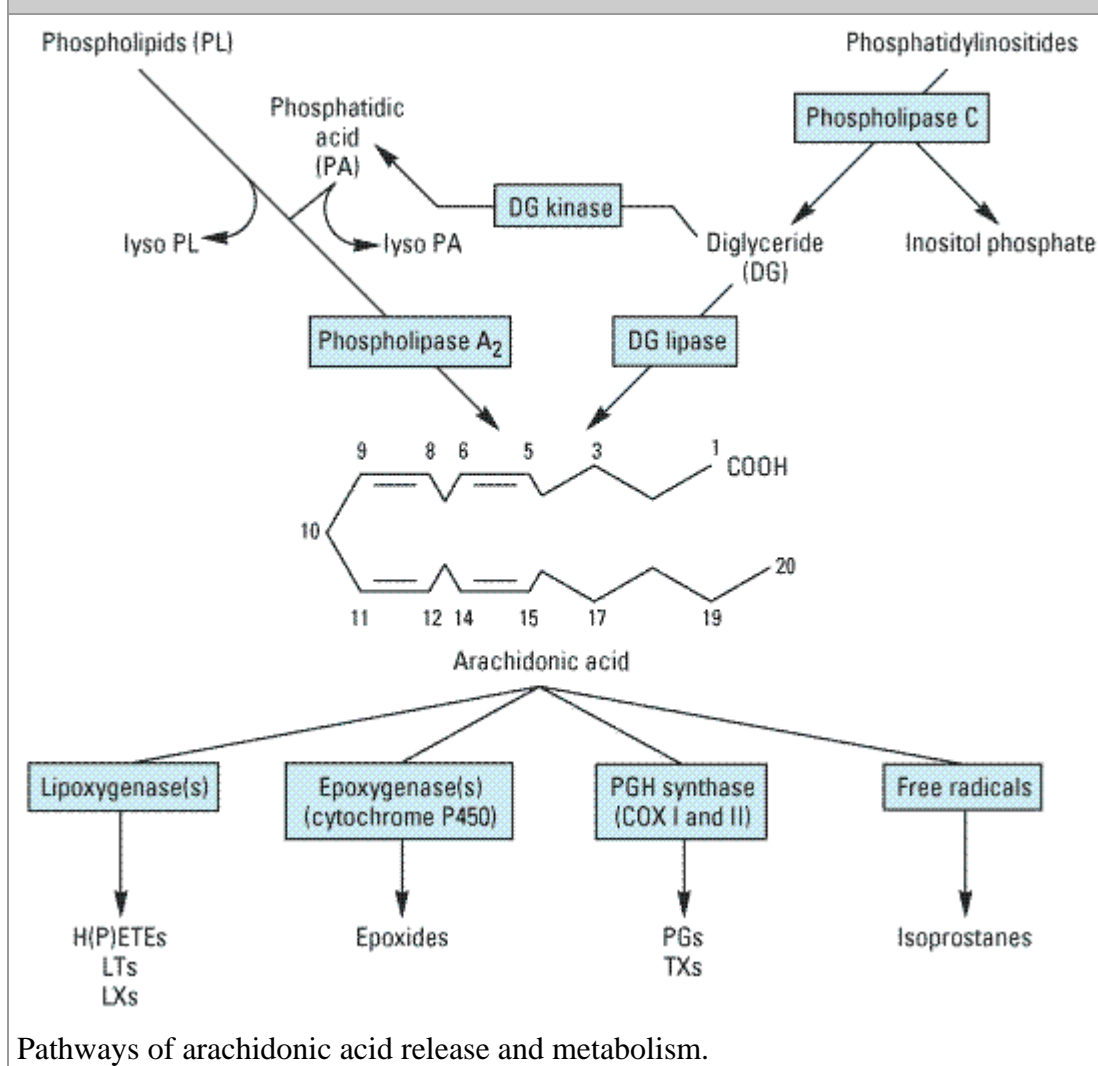 Phospholipids (PL)
Phosphatidylinositides
Phosphatidic
acid
(PA)
Phospholipase C
DG kinase
lyso PL
lyso PA
Diglyceride
(DG)
Inositol phosphate
Phospholipase A2
DG lipase
9 8 6 5 3 1
COOH
10
20
11 12 14 15 17 19
Arachidonic acid
Lipoxygenase(s)
Epoxygenase(s)
(cytochrome P450)
PGH synthase
(COX I and II)
Free radicals
H(P)ETEs
LTs
LXs
Epoxides
PGs
TXs
Isoprostanes
Pathways of arachidonic acid release and metabolism.